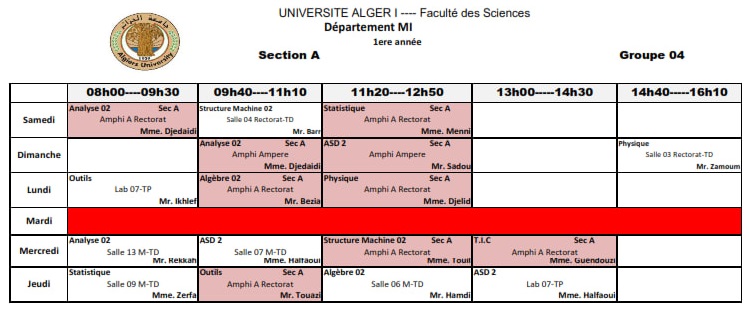 UNIVERSITE ALGER I ---- Faculté des Sciences
Département MI
1ere année
Section A Groupe 04
جامعة الجزائر
Algiers University
08h00----09h30 09h40----11h10 11h20----12h50 13h00-----14h30 14h40-----16h10
Samedi
Analyse 02 Sec A
Amphi A Rectorat
Mme. Djedaidi
Structure Machine 02
Salle 04 Rectorat-TD
Mr. Barr
Statistique Sec A
Amphi A Rectorat
Mme. Menni
Dimanche
Analyse 02 Sec A
Amphi Ampere
Mme. Djedaidi
ASD 2 Sec A
Amphi Ampere
Mr. Sadou
Physique
Salle 03 Rectorat-TD
Mr. Zamoum
Lundi
Outils
Lab 07-TP
Mr. Ikhlef
Algèbre 02 Sec A
Amphi A Rectorat
Mr. Bezia
Physique Sec A
Amphi A Rectorat
Mme. Djelid
Mardi
Mercredi
Analyse 02
Salle 13 M-TD
Mr. Rekkah
ASD 2
Salle 07 M-TD
Mme. Halfaoui
Structure Machine 02 Sec A
Amphi A Rectorat
Mme. Touil
T.I.C Sec A
Amphi A Rectorat
Mme. Guendouzi
Jeudi
Statistique
Salle 09 M-TD
Mme. Zerfa
Outils Sec A
Amphi A Rectorat
Mr. Touazi
Algèbre 02
Salle 06 M-TD
Mr. Hamdi
ASD 2
Lab 07-TP
Mme. Halfaoui